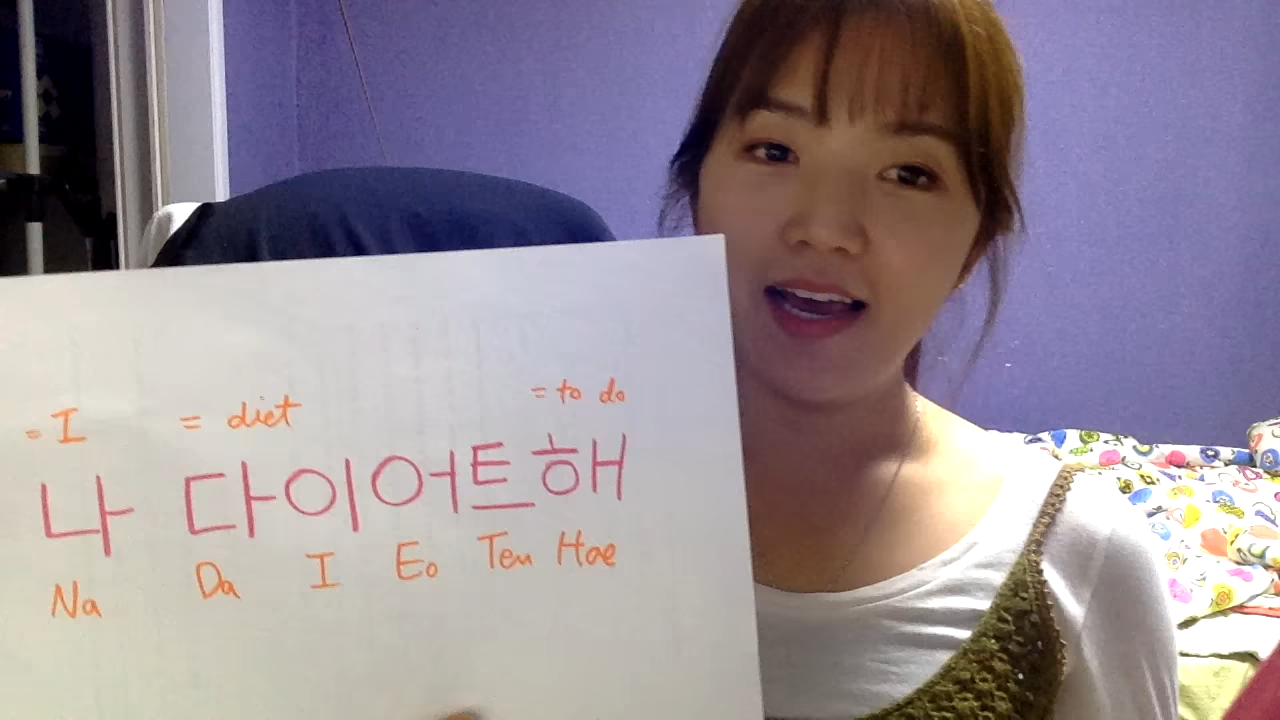 = I = diet = to do
나 다이어트해
Na Da I Eo Teu Hae